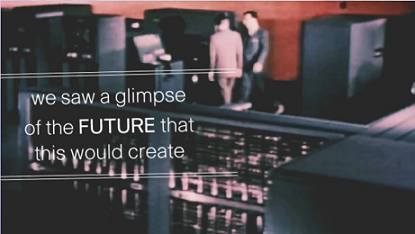 we saw a glimpse
of the FUTURE that
this would create